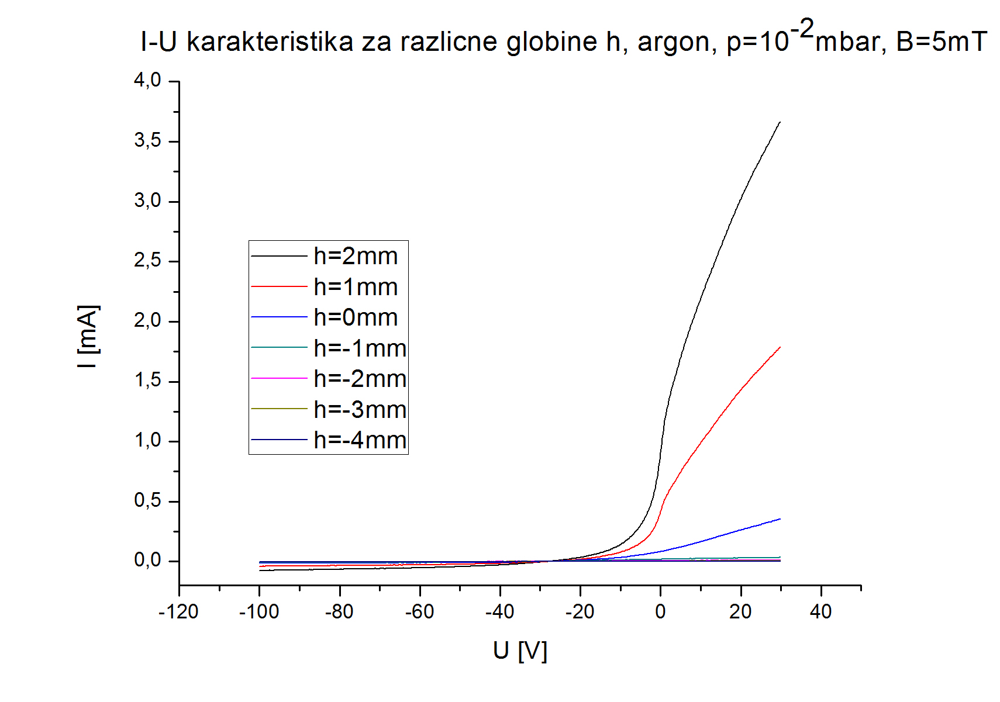 I-U karakteristika za razlicne globine h, argon, p=10⁻²mbar, B=5mT
4,0
3,5
3,0
2,5
2,0
1,5
1,0
0,5
0,0
I [mA]
h=2mm
h=1mm
h=0mm
h=-1mm
h=-2mm
h=-3mm
h=-4mm
-120 -100 -80 -60 -40 -20 0 20 40
U [V]